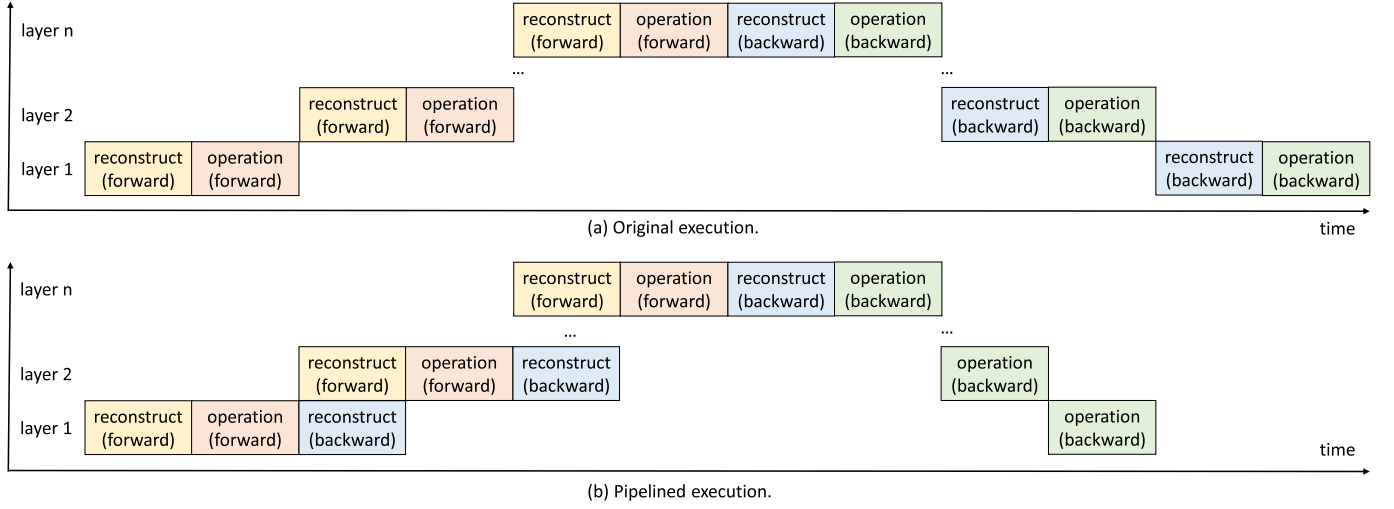 layer n
reconstruct
(forward)
operation
(forward)
reconstruct
(backward)
operation
(backward)
...
...
layer 2
reconstruct
(forward)
operation
(forward)
reconstruct
(backward)
operation
(backward)
layer 1
reconstruct
(forward)
operation
(forward)
reconstruct
(backward)
operation
(backward)
(a) Original execution.
time
layer n
reconstruct
(forward)
operation
(forward)
reconstruct
(backward)
operation
(backward)
...
...
layer 2
reconstruct
(forward)
operation
(forward)
reconstruct
(backward)
operation
(backward)
layer 1
reconstruct
(forward)
operation
(forward)
reconstruct
(backward)
operation
(backward)
time
(b) Pipelined execution.